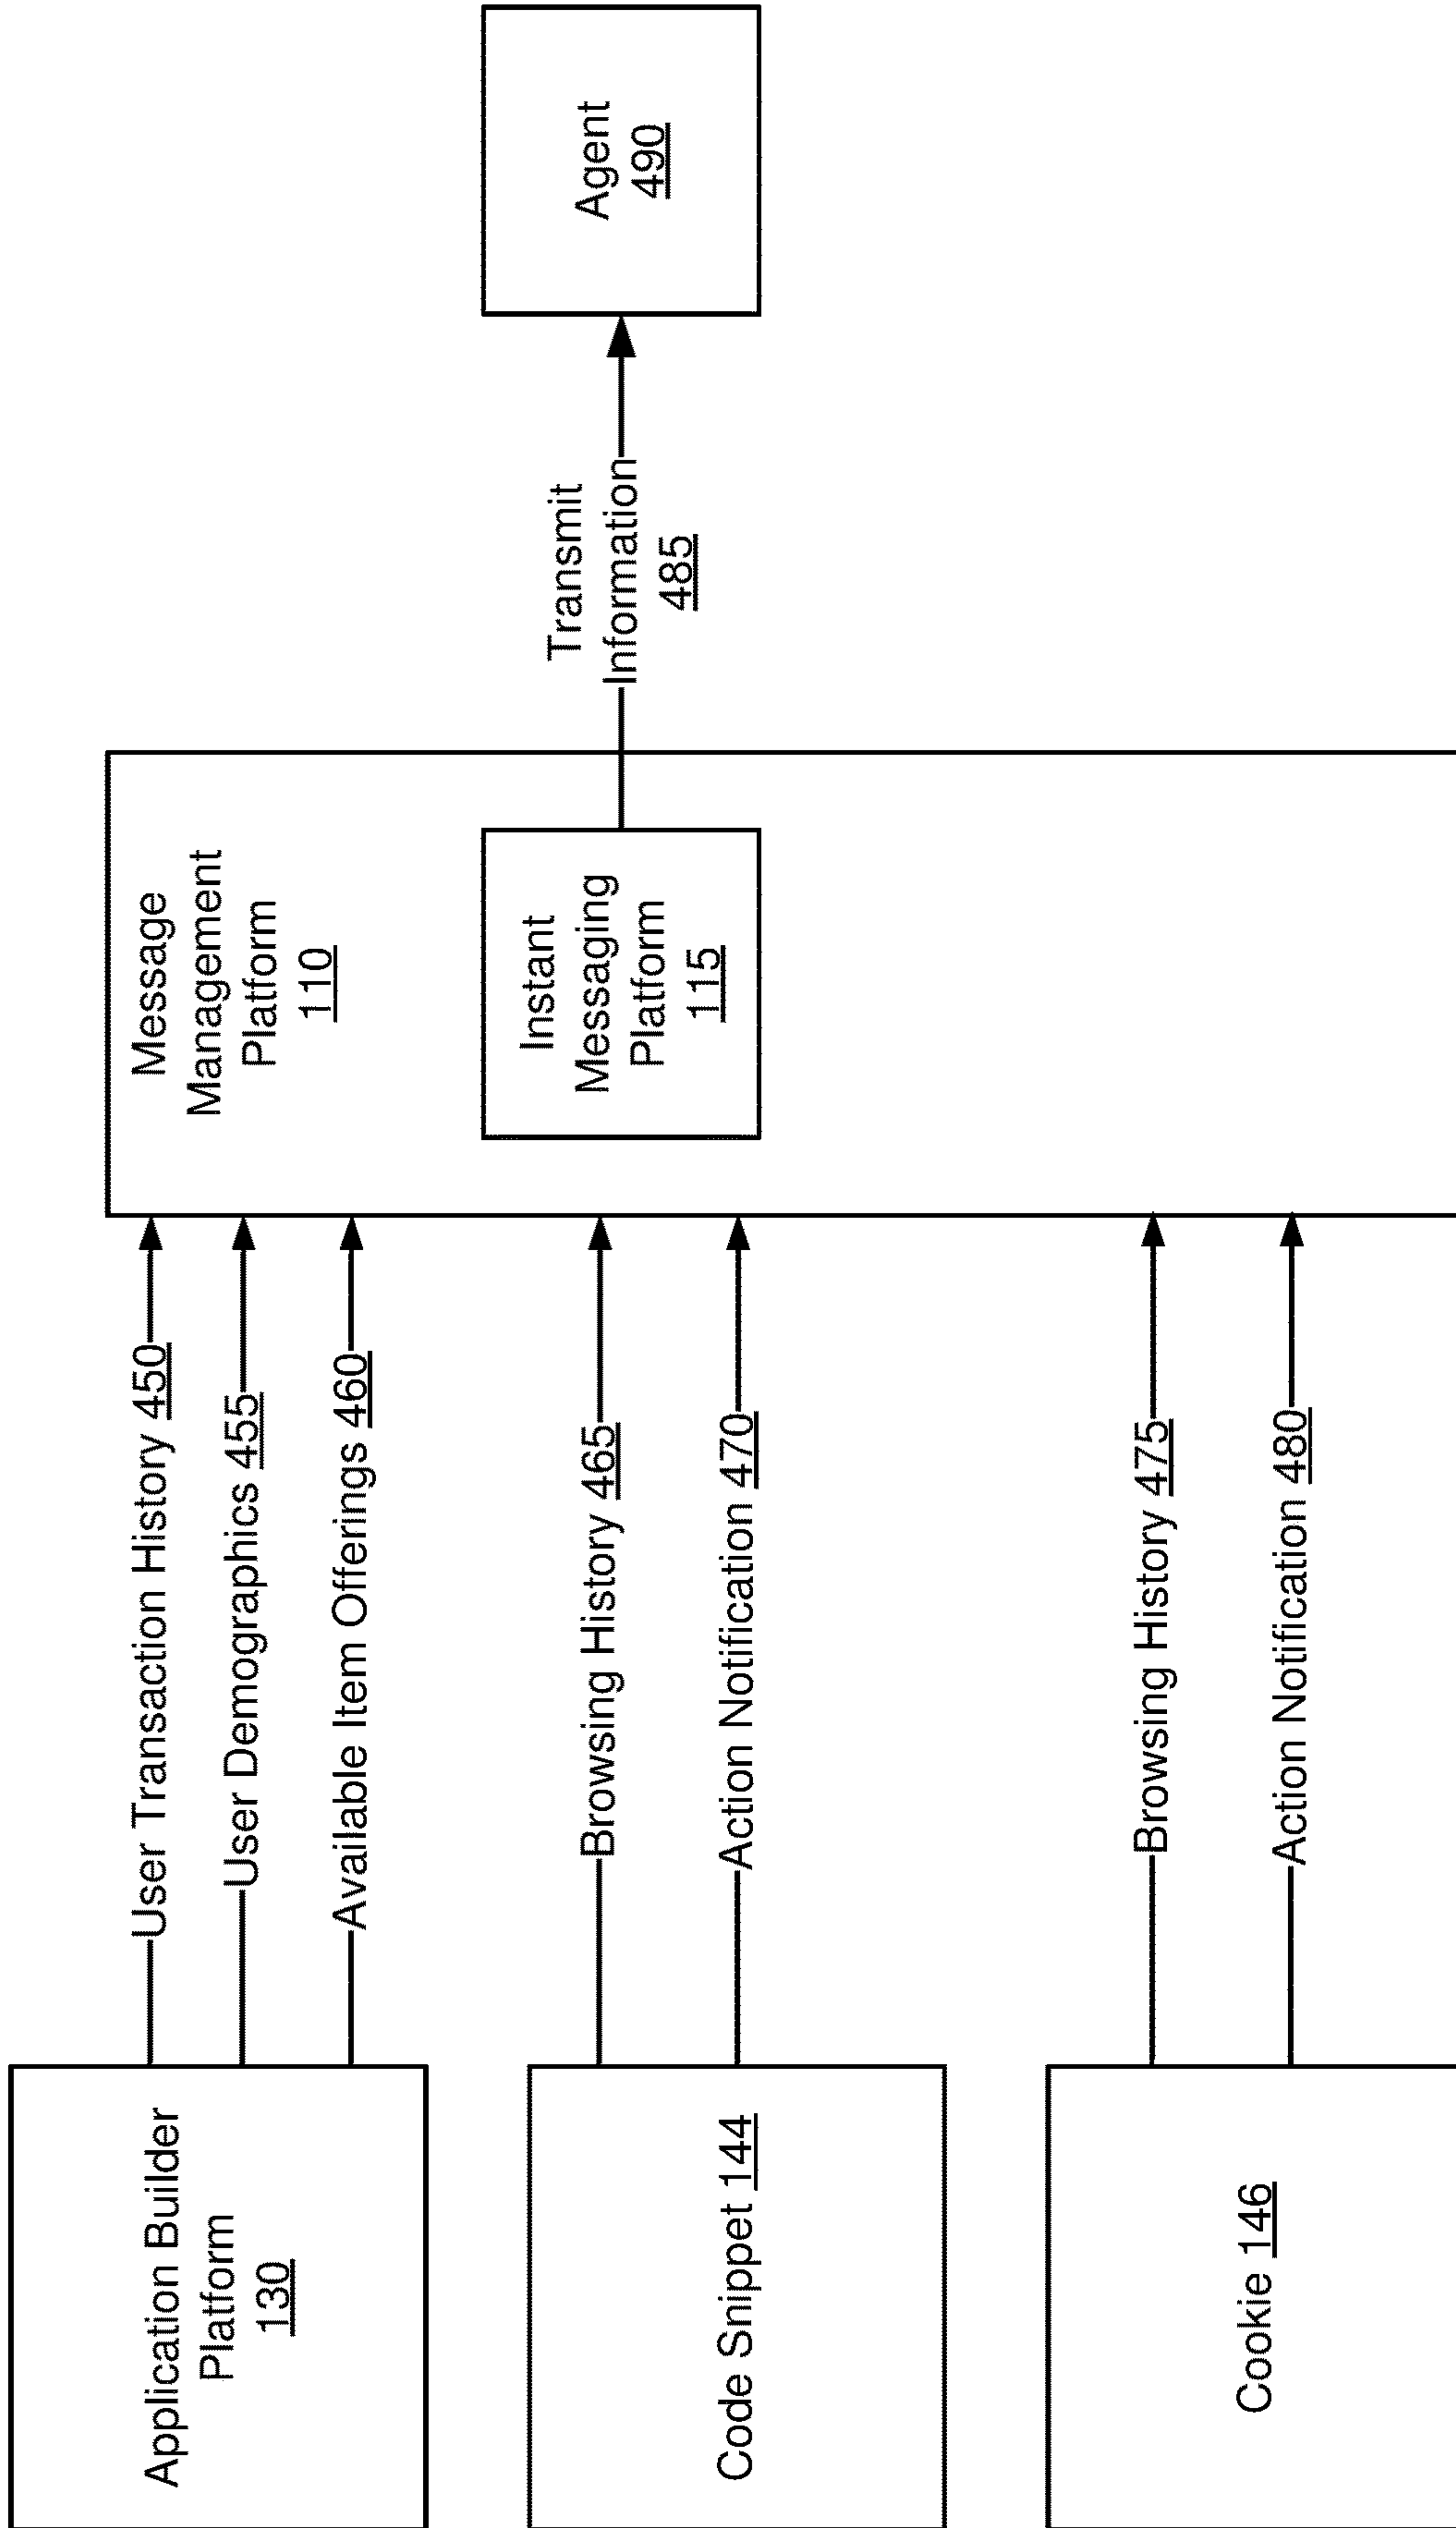 Application Builder
Platform
130
User Transaction History 450
User Demographics 455
Available Item Offerings 460
Code Snippet 144
Browsing History 465
Action Notification 470
Cookie 146
Browsing History 475
Action Notification 480
Message
Management
Platform
110
Instant
Messaging
Platform
115
Transmit
Information
485
Agent
490